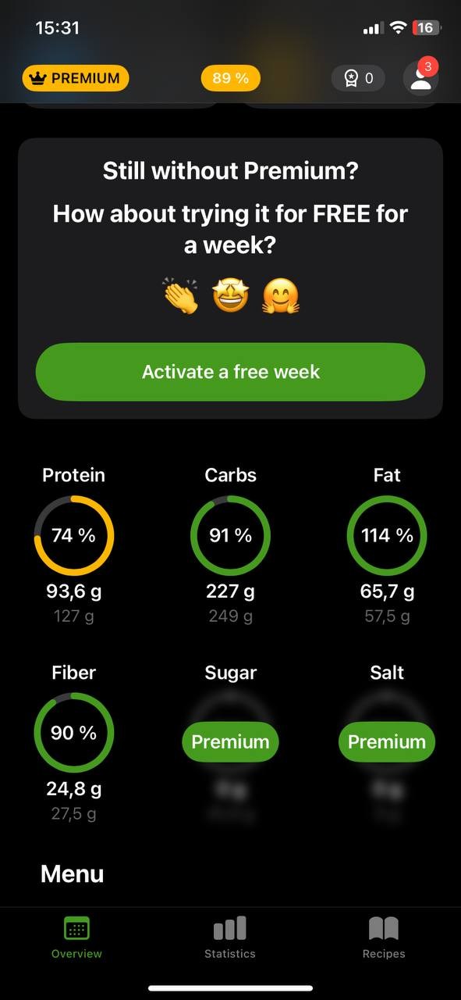 15:31
16
PREMIUM
89 %
0
3
Still without Premium?
How about trying it for FREE for
a week?
Activate a free week
Protein
Carbs
Fat
74 %
91 %
114 %
93,6 g
227 g
65,7 g
127 g
249 g
57,5 g
Fiber
Sugar
Salt
90 %
Premium
Premium
24,8 g
27,5 g
Menu
Overview
Statistics
Recipes